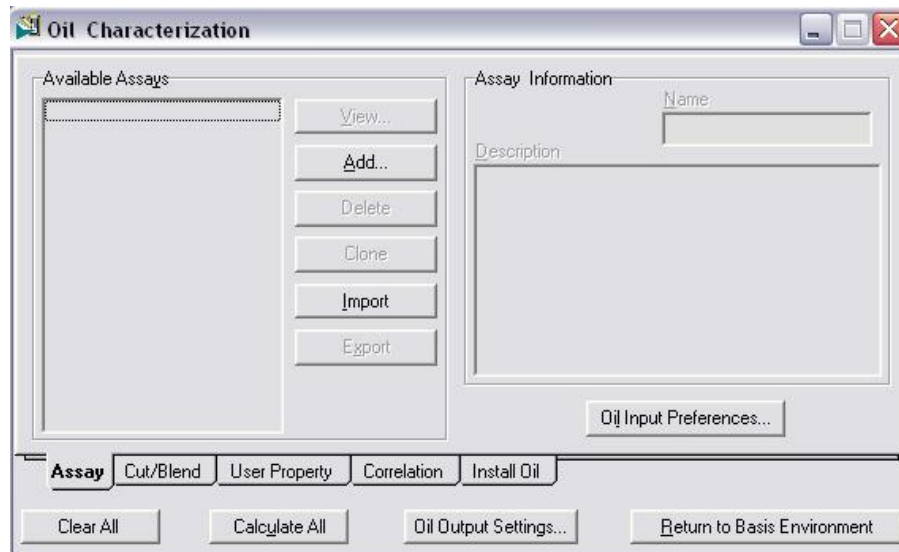 Oil Characterization
Available Assays
View...
Add...
Delete
Clone
Import
Export
Assay Information
Name
Description
Oil Input Preferences...
Assay Cut/Blend User Property Correlation Install Oil
Clear All Calculate All Oil Output Settings... Return to Basis Environment